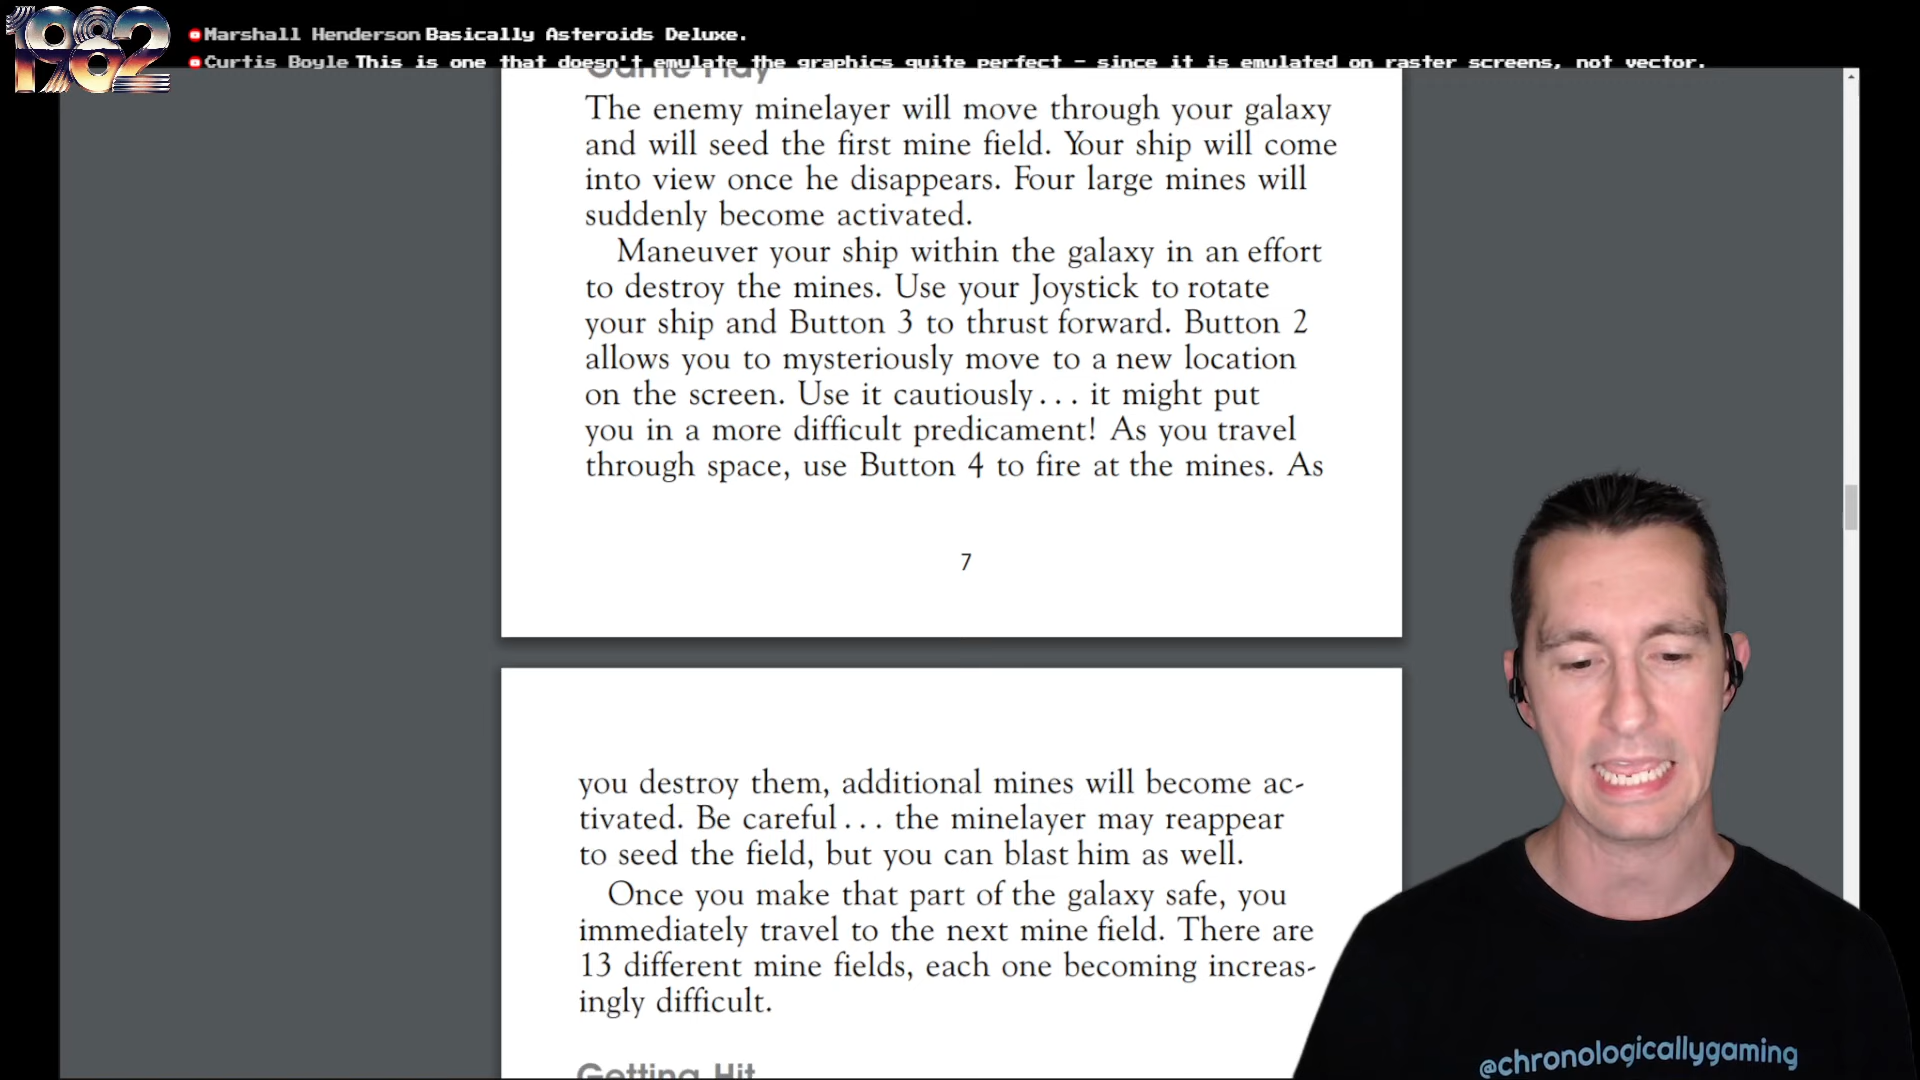 1982
Marshall Henderson Basically Asteroids Deluxe.
Curtis Boyle This is one that doesn't emulate the graphics quite perfect - since it is emulated on raster screens, not vector.
Game Play
The enemy minelayer will move through your galaxy
and will seed the first mine field. Your ship will come
into view once he disappears. Four large mines will
suddenly become activated.
Maneuver your ship within the galaxy in an effort
to destroy the mines. Use your Joystick to rotate
your ship and Button 3 to thrust forward. Button 2
allows you to mysteriously move to a new location
on the screen. Use it cautiously... it might put
you in a more difficult predicament! As you travel
through space, use Button 4 to fire at the mines. As
7
you destroy them, additional mines will become ac-
tivated. Be careful... the minelayer may reappear
to seed the field, but you can blast him as well.
Once you make that part of the galaxy safe, you
immediately travel to the next mine field. There are
13 different mine fields, each one becoming increas-
ingly difficult.
Getting Hit
@chronologicallygaming